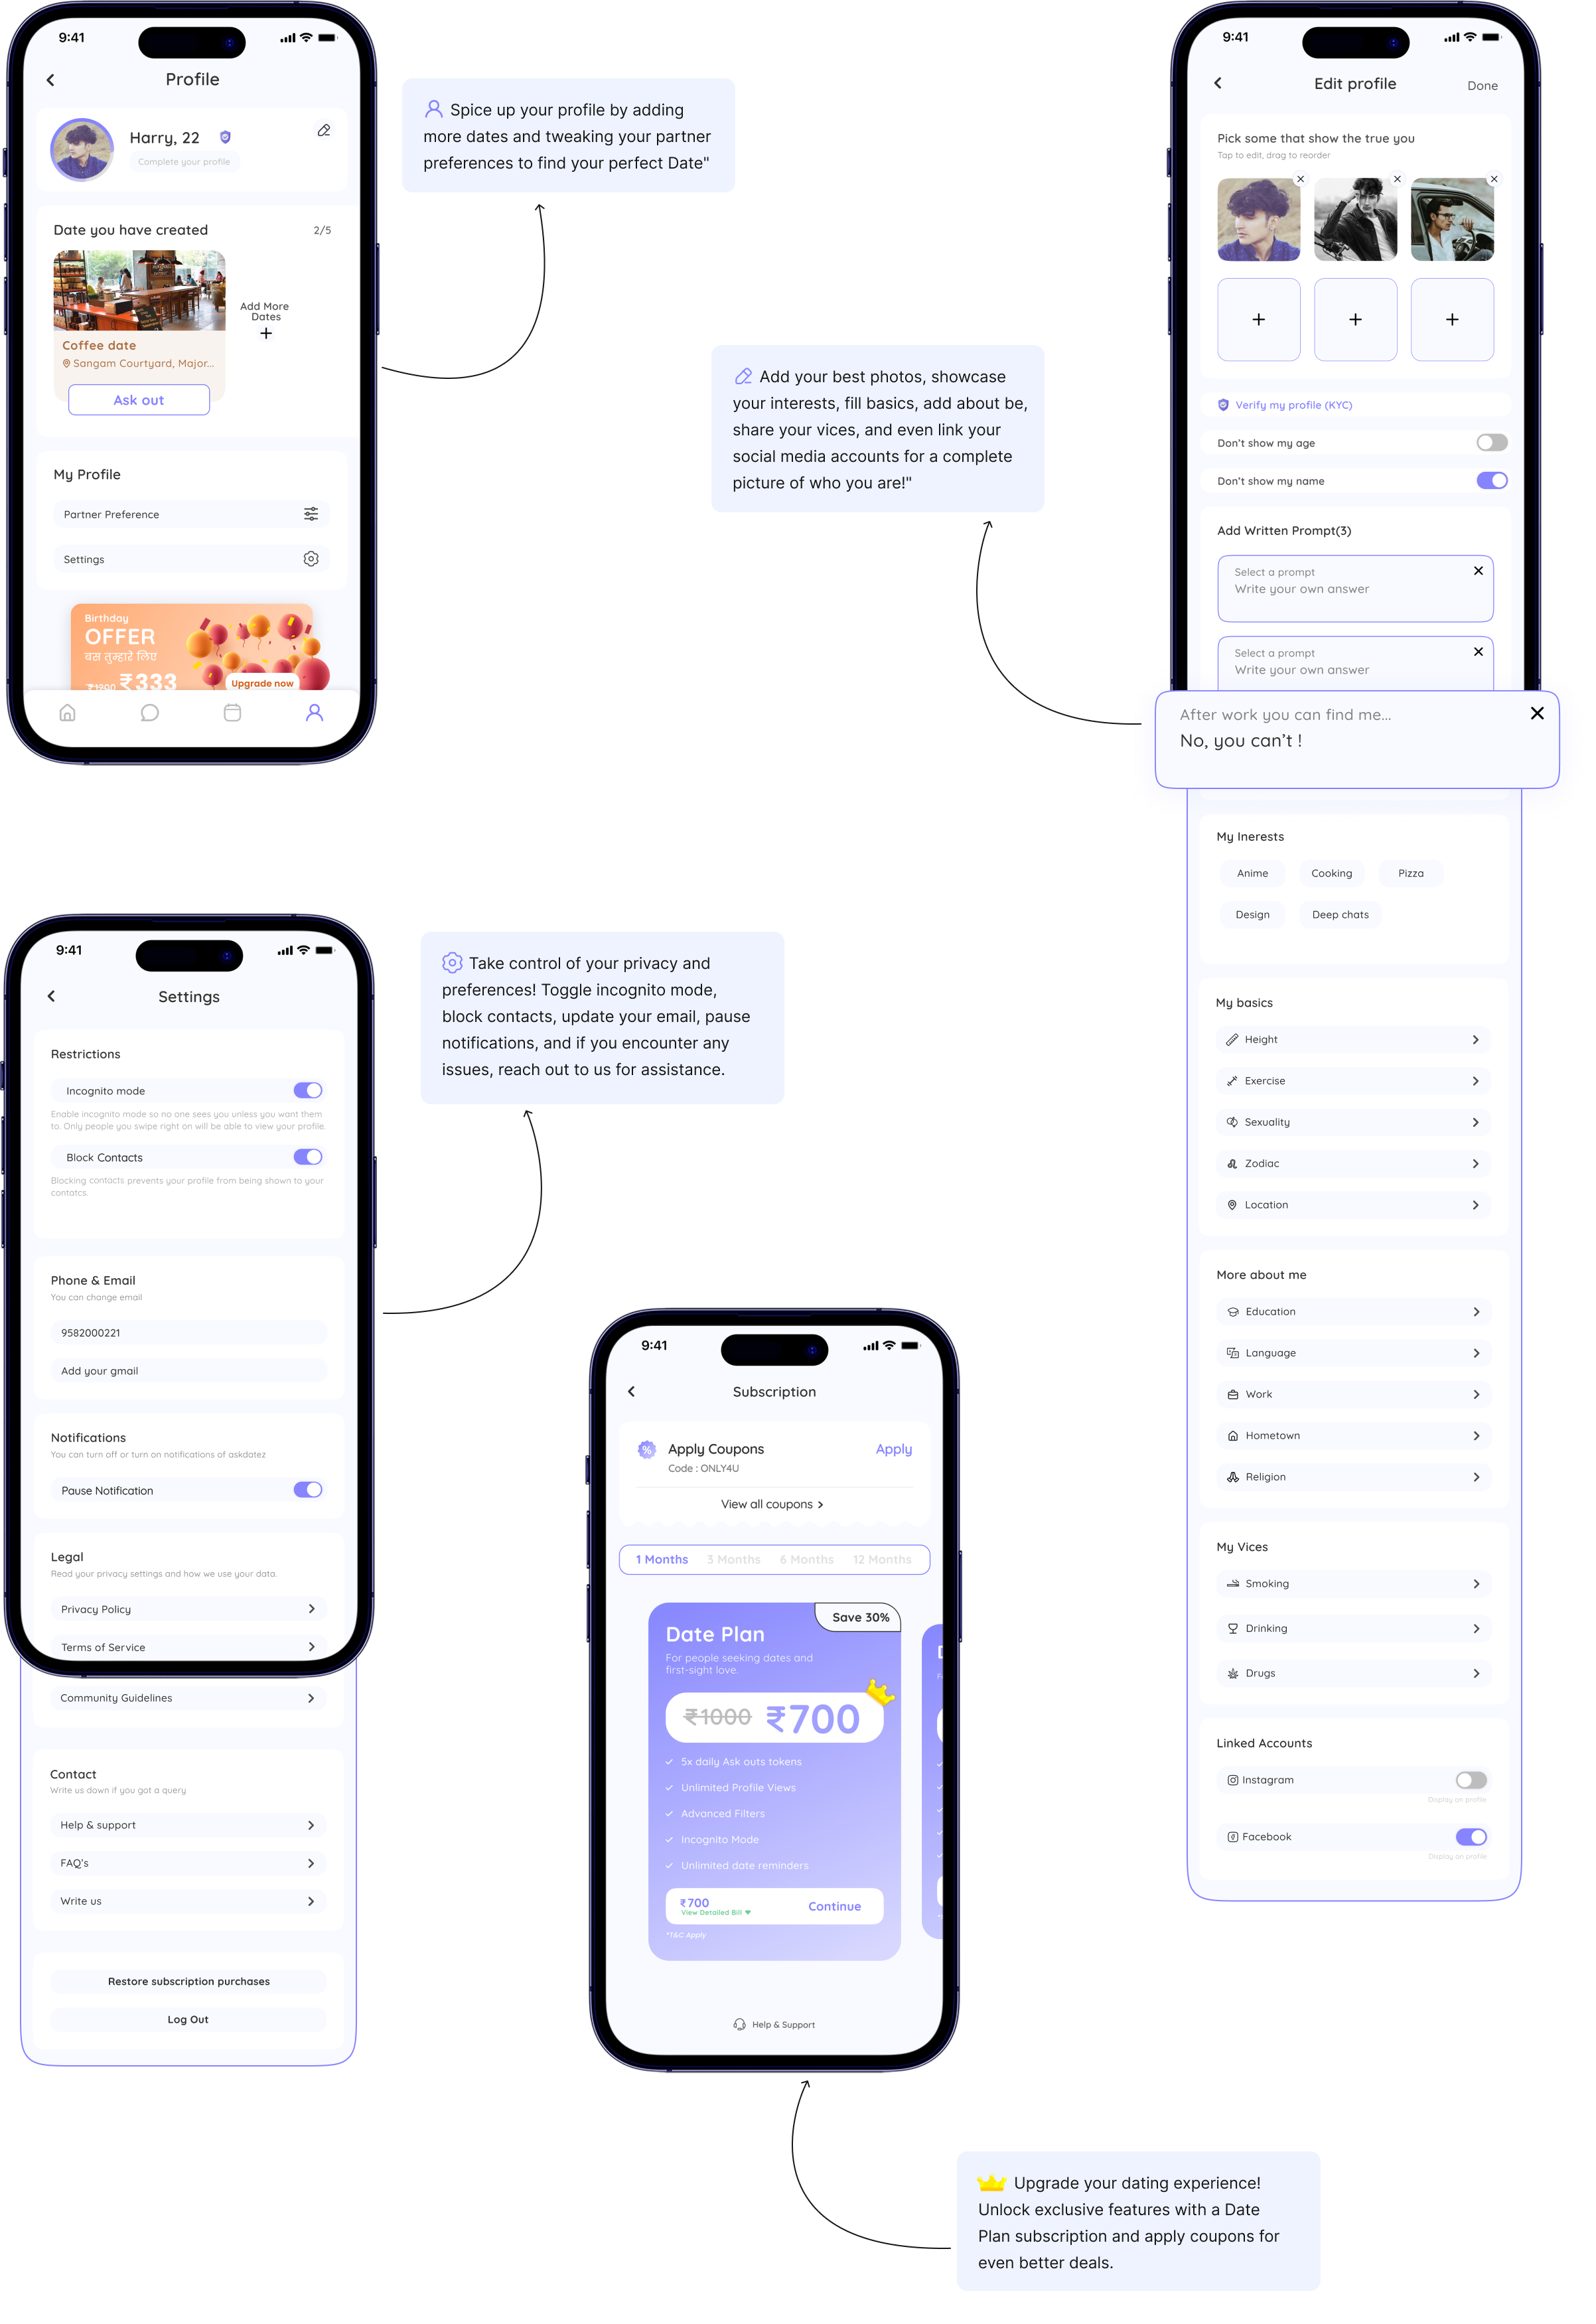 9:41
Profile
Harry, 22
Complete your profile
Date you have created
2/5
Coffee date
Sangam Courtyard, Major...
Ask out
Add More
Dates
My Profile
Partner Preference
Settings
Birthday
OFFER
बस तुम्हारे लिए
₹1200 ₹333
Upgrade now
Spice up your profile by adding
more dates and tweaking your partner
preferences to find your perfect Date"
Add your best photos, showcase
your interests, fill basics, add about be,
share your vices, and even link your
social media accounts for a complete
picture of who you are!"
9:41
Edit profile
Done
Pick some that show the true you
Tap to edit, drag to reorder
Verify my profile (KYC)
Don't show my age
Don't show my name
Add Written Prompt(3)
Select a prompt
Write your own answer
Select a prompt
Write your own answer
After work you can find me...
No, you can't !
My Inerests
Anime
Cooking
Pizza
Design
Deep chats
My basics
Height
Exercise
Sexuality
Zodiac
Location
More about me
Education
Language
Work
Hometown
Religion
My Vices
Smoking
Drinking
Drugs
Linked Accounts
Instagram
Display on profile
Facebook
Display on profile
9:41
Settings
Restrictions
Incognito mode
Enable incognito mode so no one sees you unless you want them
to. Only people you swipe right on will be able to view your profile.
Block Contacts
Blocking contacts prevents your profile from being shown to your
contatcs.
Phone & Email
You can change email
9582000221
Add your gmail
Notifications
You can turn off or turn on notifications of askdatez
Pause Notification
Legal
Read your privacy settings and how we use your data.
Privacy Policy
Terms of Service
Community Guidelines
Contact
Write us down if you got a query
Help & support
FAQ's
Write us
Restore subscription purchases
Log Out
Take control of your privacy and
preferences! Toggle incognito mode,
block contacts, update your email, pause
notifications, and if you encounter any
issues, reach out to us for assistance.
9:41
Subscription
Apply Coupons
Apply
Code : ONLY4U
View all coupons
1 Months
3 Months
6 Months
12 Months
Save 30%
Date Plan
For people seeking dates and
first-sight love.
₹1000 ₹700
5x daily Ask outs tokens
Unlimited Profile Views
Advanced Filters
Incognito Mode
Unlimited date reminders
₹700
View Detailed Bill
Continue
*T&C Apply
Help & Support
Upgrade your dating experience!
Unlock exclusive features with a Date
Plan subscription and apply coupons for
even better deals.